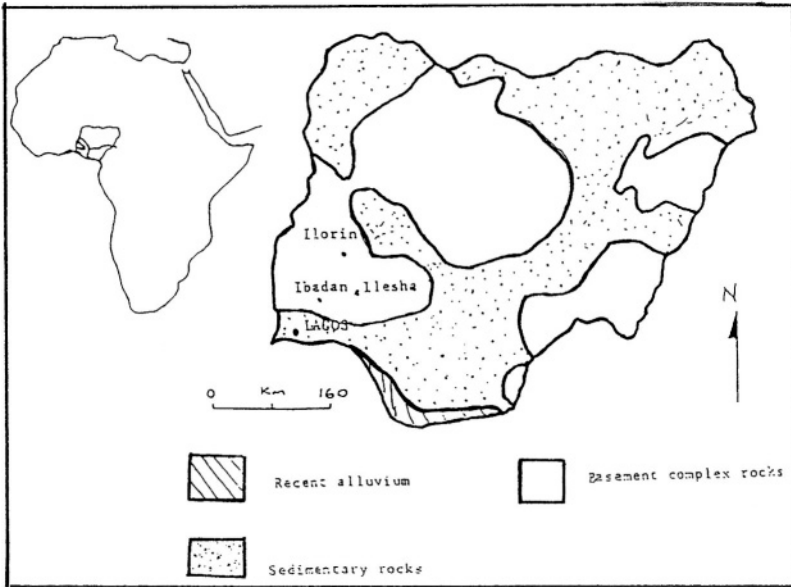 Ilorin
Ibadan Ilesha
LAGOS
N
0 Km 160
Recent alluvium
Basement complex rocks
Sedimentary rocks